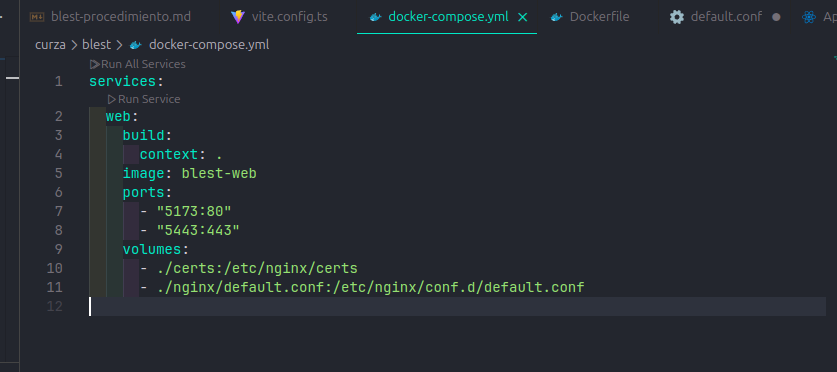 blest-procedimiento.md vite.config.ts docker-compose.yml Dockerfile default.conf Ap
curza > blest > docker-compose.yml
Run All Services
1 services:
Run Service
2 web:
3 build:
4 context: .
5 image: blest-web
6 ports:
7 - "5173:80"
8 - "5443:443"
9 volumes:
10 - ./certs:/etc/nginx/certs
11 - ./nginx/default.conf:/etc/nginx/conf.d/default.conf
12